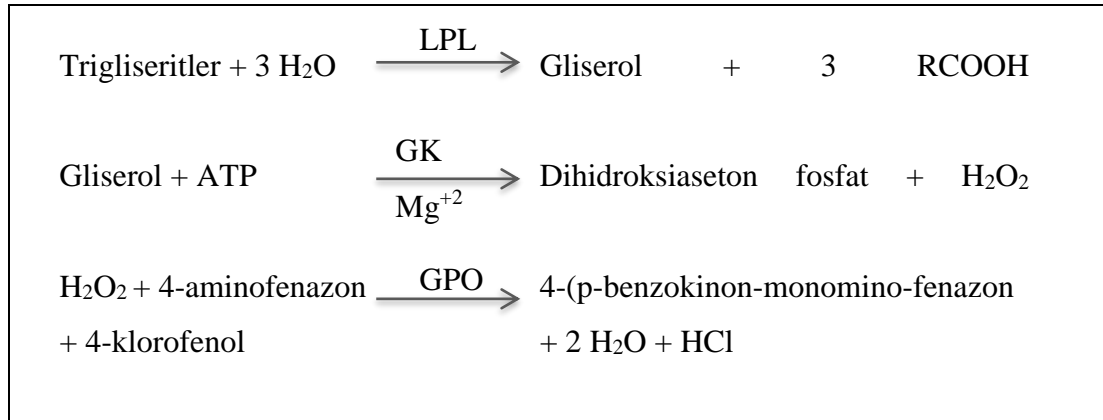 LPL
Trigliseritler + 3 H₂O Gliserol + 3 RCOOH
GK
Gliserol + ATP Dihidroksiaseton fosfat + H₂O₂
Mg⁺²
H₂O₂ + 4-aminofenazon GPO 4-(p-benzokinon-monomino-fenazon
+ 4-klorofenol + 2 H₂O + HCl